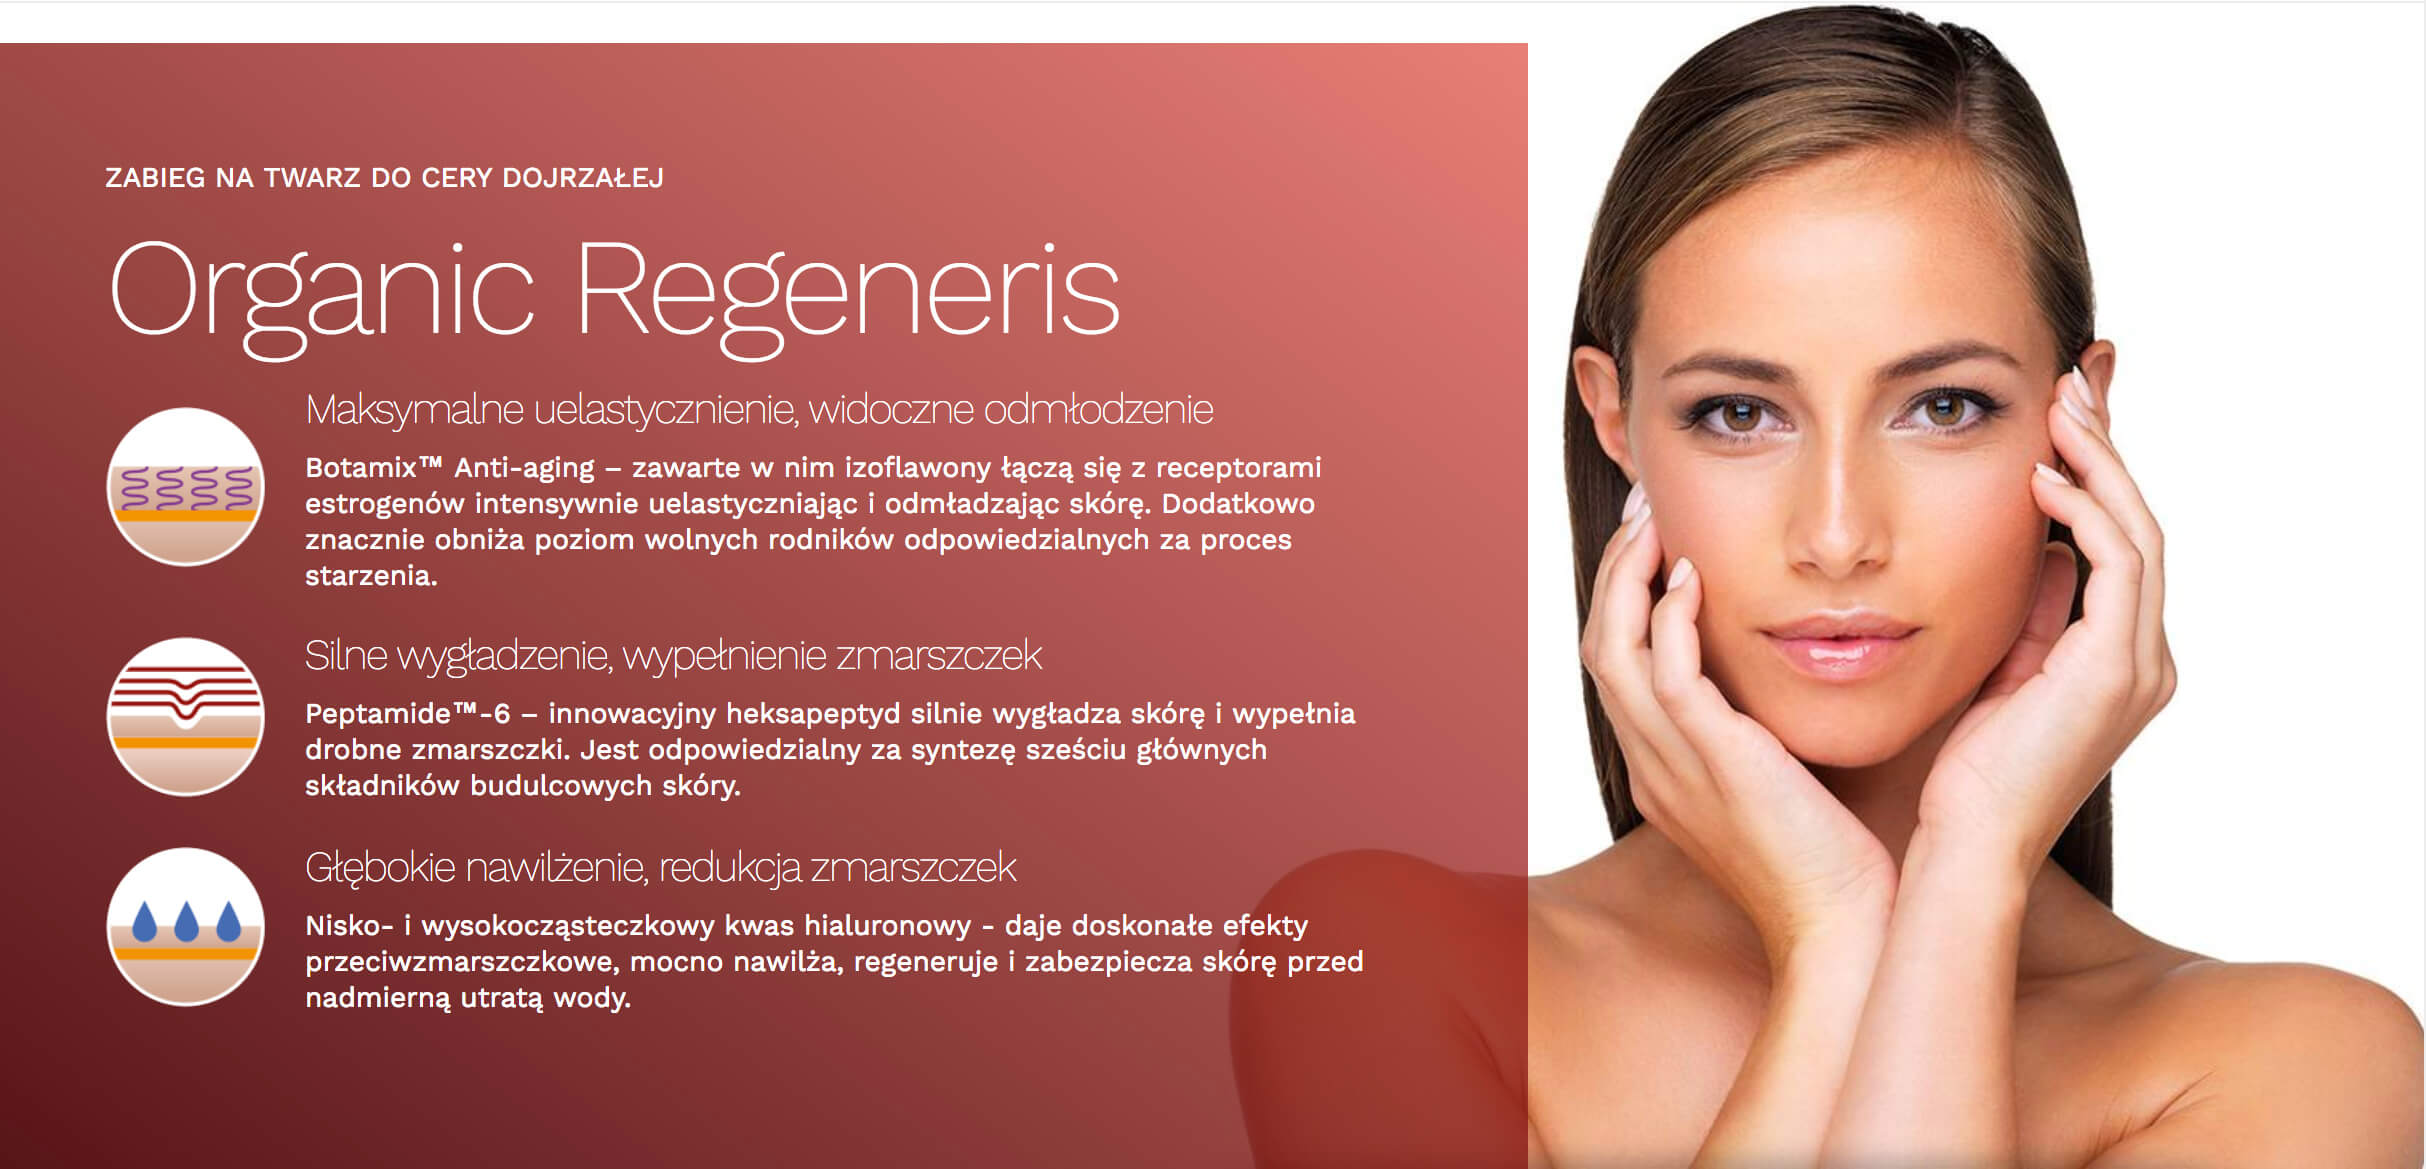 ZABIEG NA TWARZ DO CERY DOJRZAŁEJ
Organic Regeneris
Maksymalne uelastycznienie, widoczne odmłodzenie
Botamix™ Anti-aging – zawarte w nim izoflawony łączą się z receptorami
estrogenów intensywnie uelastyczniając i odmładzając skórę. Dodatkowo
znacznie obniża poziom wolnych rodników odpowiedzialnych za proces
starzenia.
Silne wygładzenie, wypełnienie zmarszczek
Peptamide™-6 – innowacyjny heksapeptyd silnie wygładza skórę i wypełnia
drobne zmarszczki. Jest odpowiedzialny za syntezę sześciu głównych
składników budulcowych skóry.
Głębokie nawilżenie, redukcja zmarszczek
Nisko- i wysokocząsteczkowy kwas hialuronowy - daje doskonałe efekty
przeciwzmarszczkowe, mocno nawilża, regeneruje i zabezpiecza skórę przed
nadmierną utratą wody.